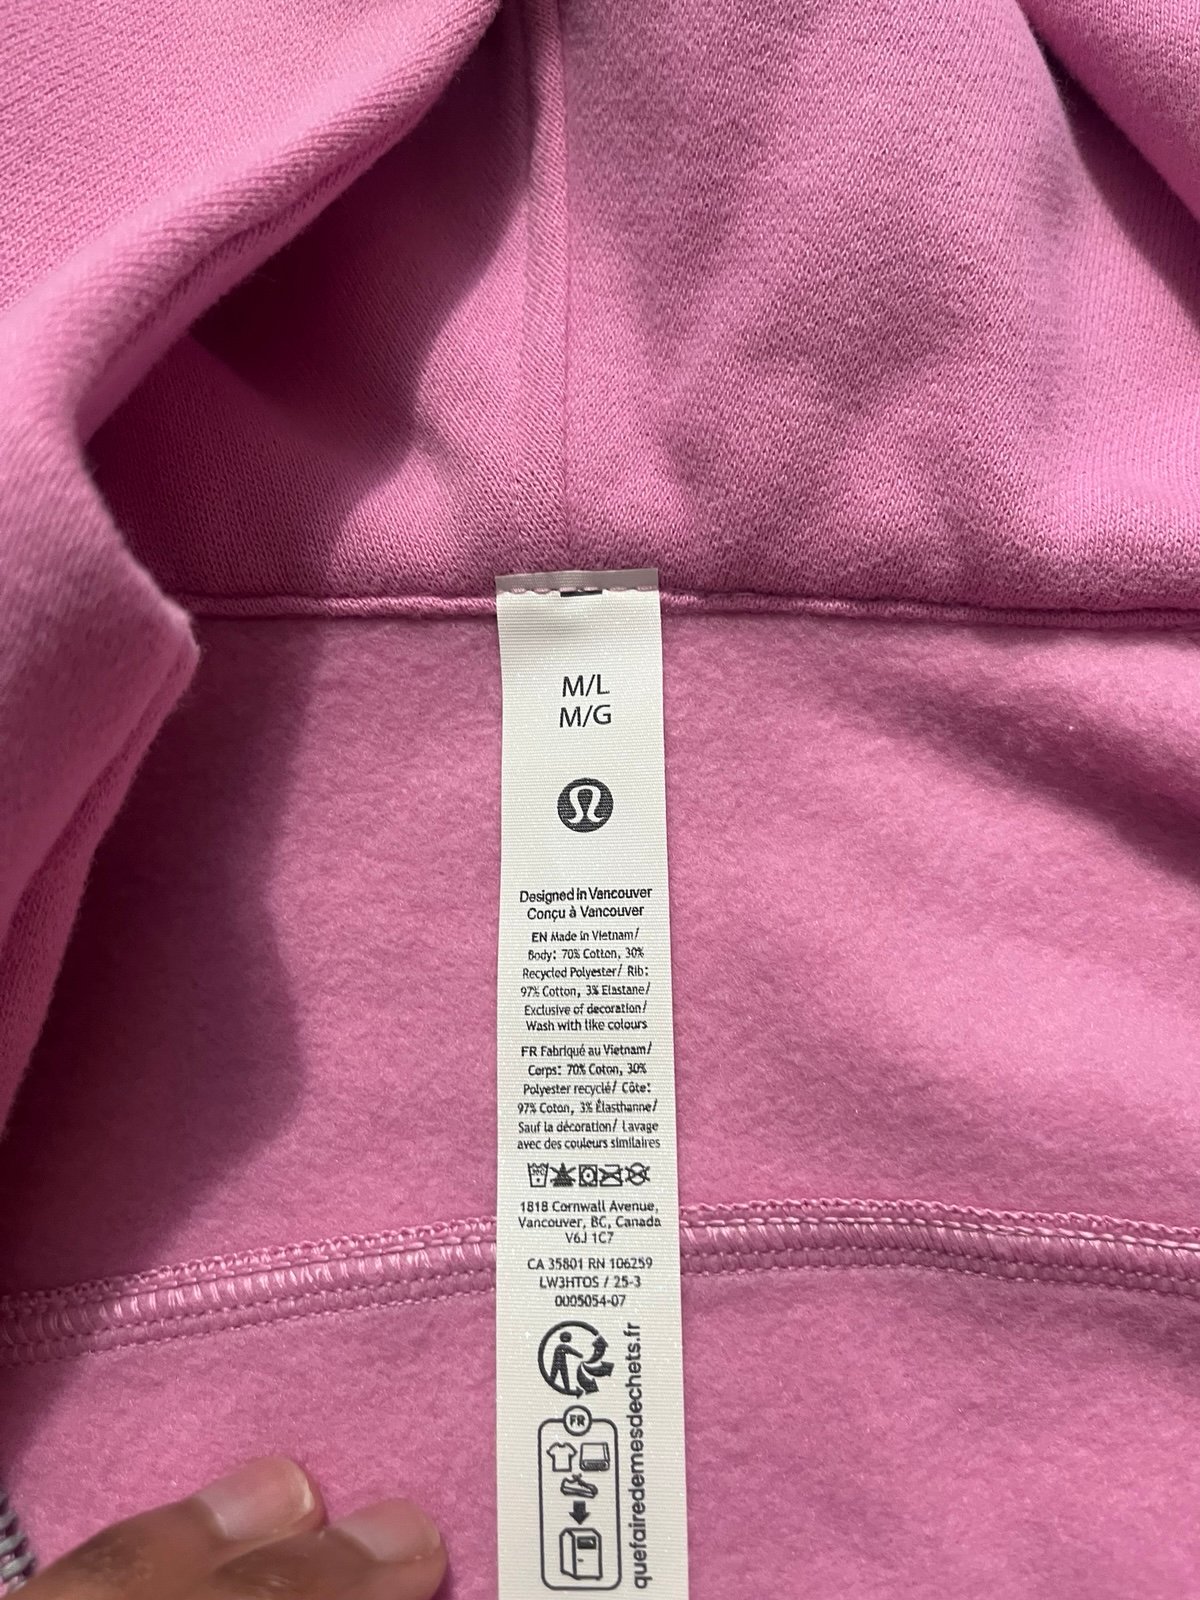 M/L
M/G
Designed in Vancouver
Conçu à Vancouver
EN Made in Vietnam/
Body: 70% Cotton, 30%
Recycled Polyester/ Rib:
97% Cotton, 3% Elastane/
Exclusive of decoration/
Wash with like colours
FR Fabriqué au Vietnam/
Corps: 70% Coton, 30%
Polyester recyclé/ Côte:
97% Coton, 3% Élasthanne/
Sauf la décoration/ Lavage
avec des couleurs similaires
1818 Cornwall Avenue,
Vancouver, BC, Canada
V6J 1C7
CA 35801 RN 106259
LW3HTOS / 25-3
0005054-07
FR
quefairedemesdechets.fr